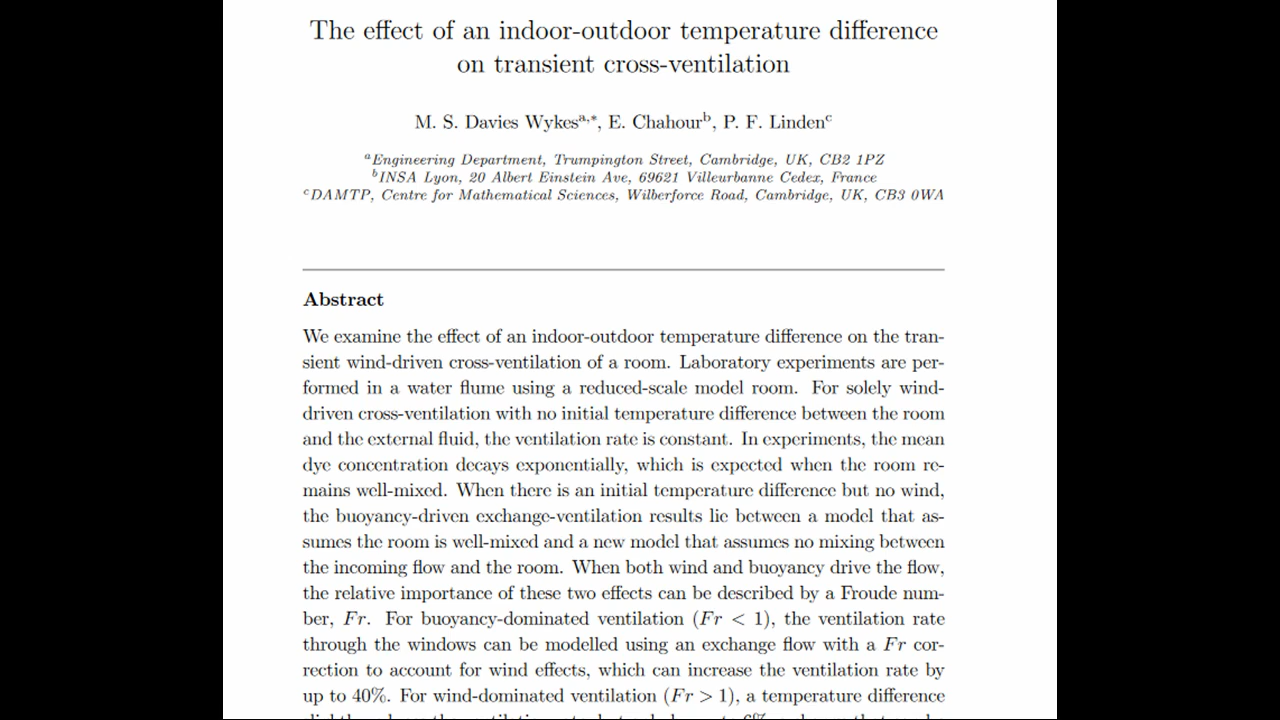 The effect of an indoor-outdoor temperature difference
on transient cross-ventilation
M. S. Davies Wykesᵃ,*, E. Chahourᵇ, P. F. Lindenᶜ
ᵃEngineering Department, Trumpington Street, Cambridge, UK, CB2 1PZ
ᵇINSA Lyon, 20 Albert Einstein Ave, 69621 Villeurbanne Cedex, France
ᶜDAMTP, Centre for Mathematical Sciences, Wilberforce Road, Cambridge, UK, CB3 0WA
Abstract
We examine the effect of an indoor-outdoor temperature difference on the tran-
sient wind-driven cross-ventilation of a room. Laboratory experiments are per-
formed in a water flume using a reduced-scale model room. For solely wind-
driven cross-ventilation with no initial temperature difference between the room
and the external fluid, the ventilation rate is constant. In experiments, the mean
dye concentration decays exponentially, which is expected when the room re-
mains well-mixed. When there is an initial temperature difference but no wind,
the buoyancy-driven exchange-ventilation results lie between a model that as-
sumes the room is well-mixed and a new model that assumes no mixing between
the incoming flow and the room. When both wind and buoyancy drive the flow,
the relative importance of these two effects can be described by a Froude num-
ber, Fr. For buoyancy-dominated ventilation (Fr < 1), the ventilation rate
through the windows can be modelled using an exchange flow with a Fr cor-
rection to account for wind effects, which can increase the ventilation rate by
up to 40%. For wind-dominated ventilation (Fr > 1), a temperature difference